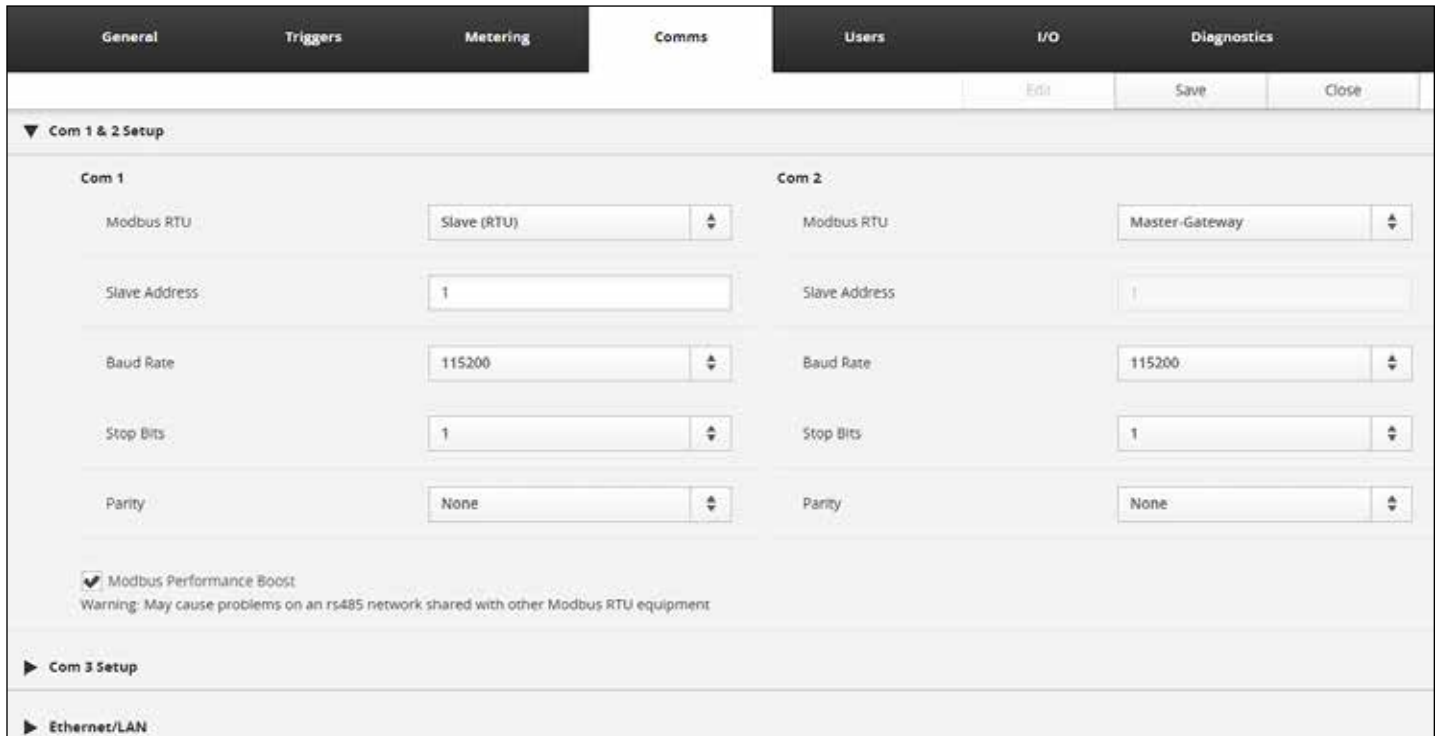 General Triggers Metering Comms Users I/O Diagnostics
Edit Save Close
Com 1 & 2 Setup
Com 1 Com 2
Modbus RTU Slave (RTU) Modbus RTU Master-Gateway
Slave Address 1 Slave Address 1
Baud Rate 115200 Baud Rate 115200
Stop Bits 1 Stop Bits 1
Parity None Parity None
Modbus Performance Boost
Warning: May cause problems on an rs485 network shared with other Modbus RTU equipment
Com 3 Setup
Ethernet/LAN